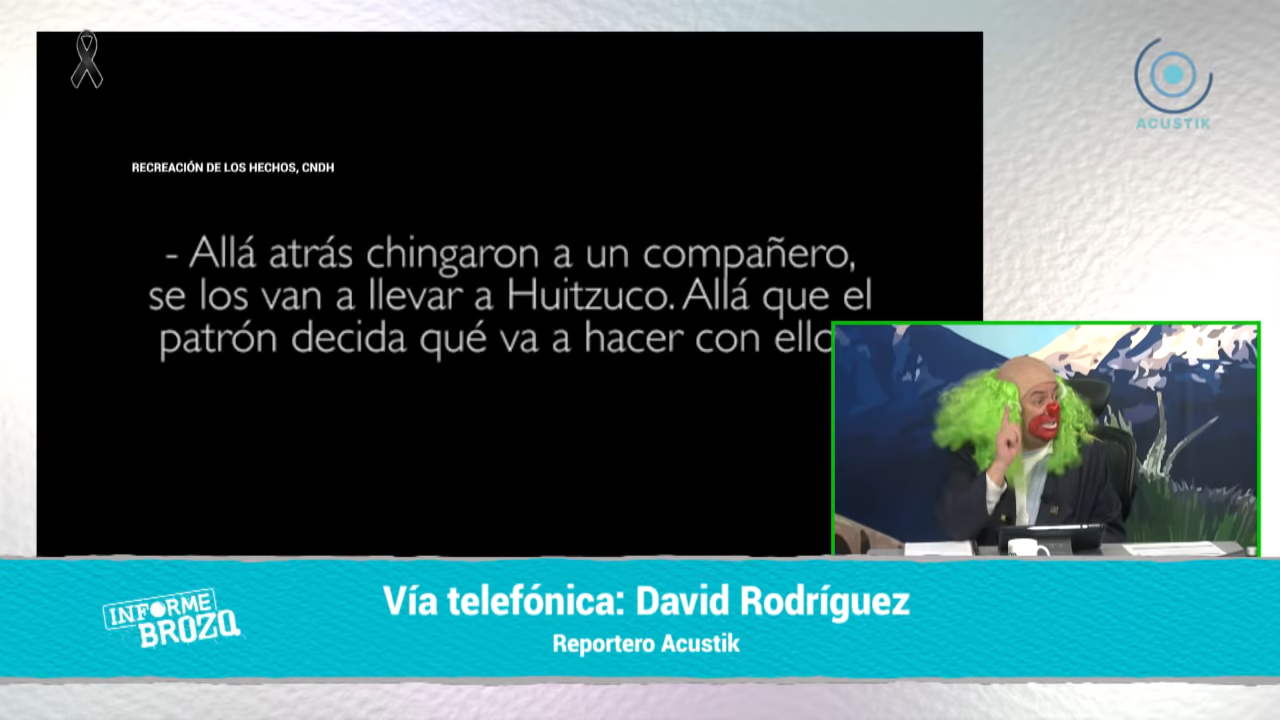 ACUSTIK
RECREACIÓN DE LOS HECHOS, CNDH
- Allá atrás chingaron a un compañero,
se los van a llevar a Huitzuco. Allá que el
patrón decida qué va a hacer con ello
INFORME
BROZO
Vía telefónica: David Rodríguez
Reportero Acustik